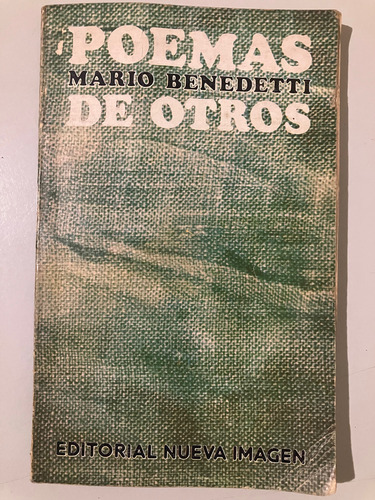 POEMAS
MARIO BENEDETTI
DE OTROS
EDITORIAL NUEVA IMAGEN